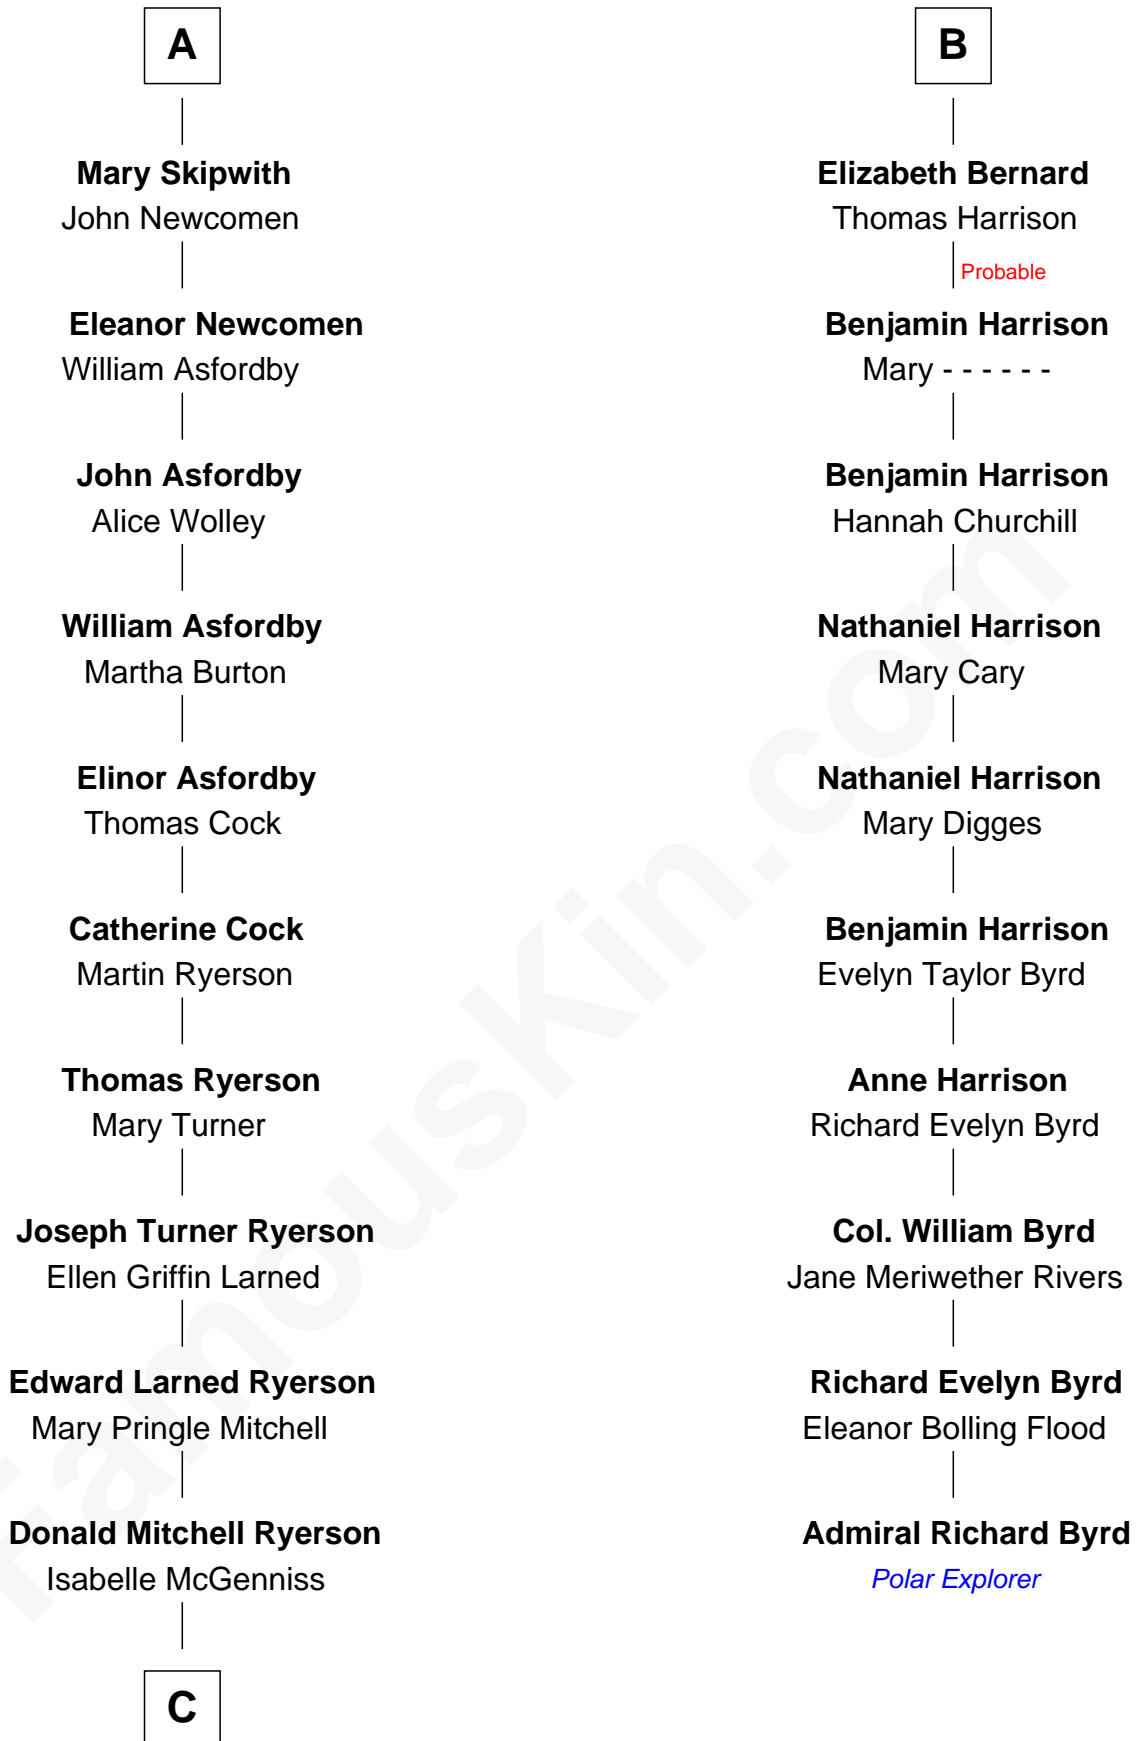 A
Mary Skipwith
John Newcomen
Eleanor Newcomen
William Asfordby
John Asfordby
Alice Wolley
William Asfordby
Martha Burton
Elinor Asfordby
Thomas Cock
Catherine Cock
Martin Ryerson
Thomas Ryerson
Mary Turner
Joseph Turner Ryerson
Ellen Griffin Larned
Edward Larned Ryerson
Mary Pringle Mitchell
Donald Mitchell Ryerson
Isabelle McGenniss
C
B
Elizabeth Bernard
Thomas Harrison
Probable
Benjamin Harrison
Mary - - - - - -
Benjamin Harrison
Hannah Churchill
Nathaniel Harrison
Mary Cary
Nathaniel Harrison
Mary Digges
Benjamin Harrison
Evelyn Taylor Byrd
Anne Harrison
Richard Evelyn Byrd
Col. William Byrd
Jane Meriwether Rivers
Richard Evelyn Byrd
Eleanor Bolling Flood
Admiral Richard Byrd
Polar Explorer
FamousKin.com